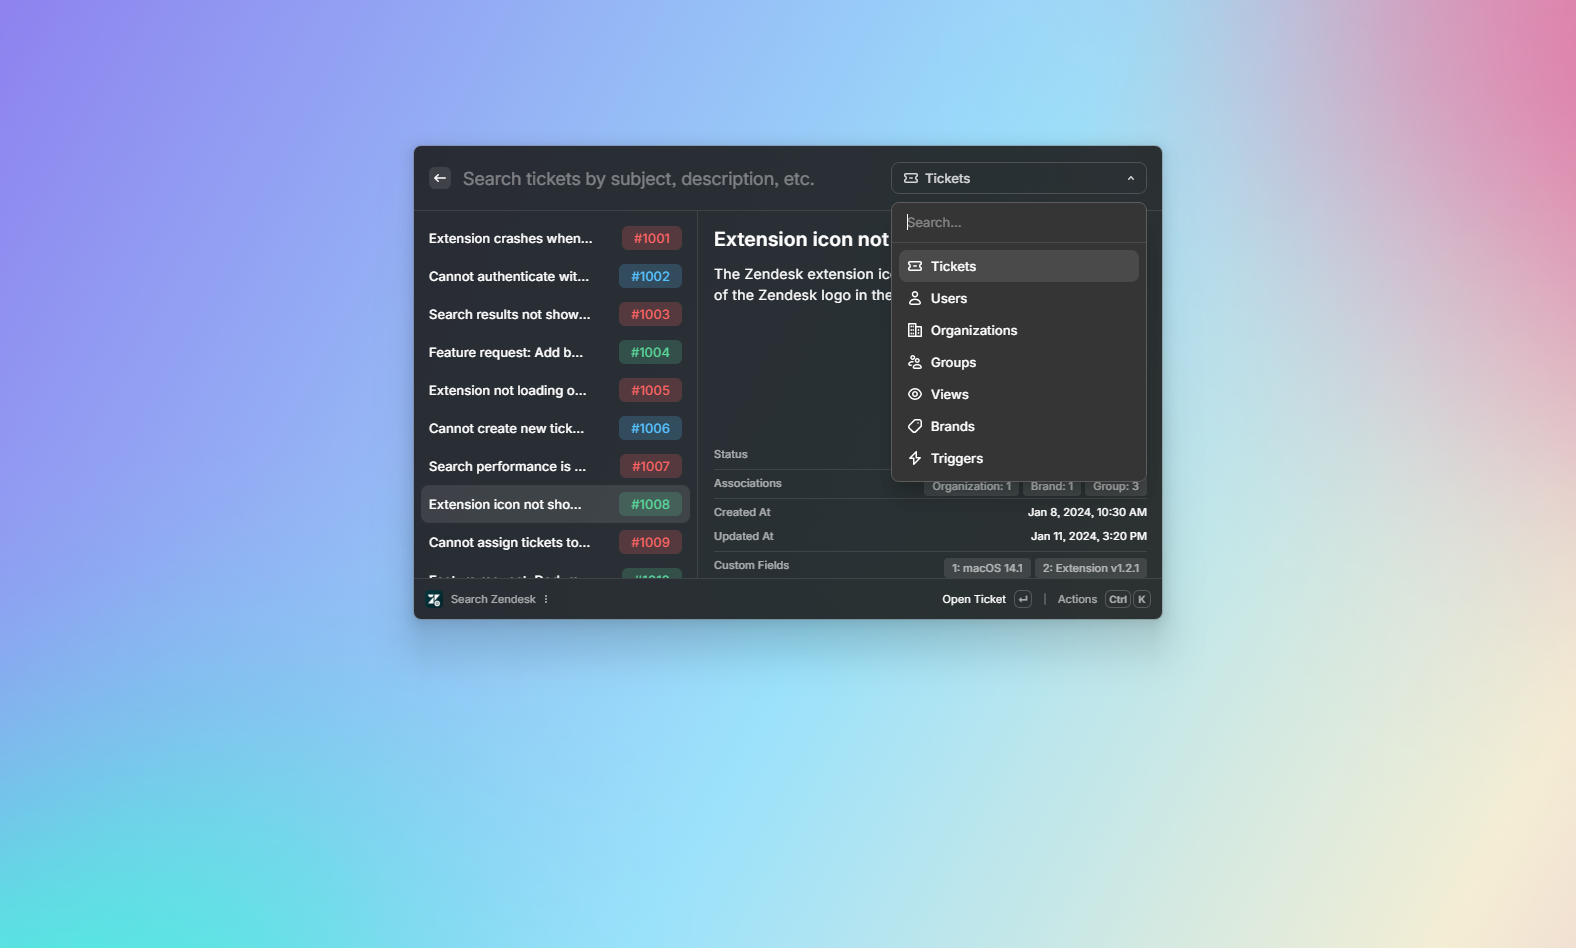 Search tickets by subject, description, etc.
Tickets
Search...
Tickets
Users
Organizations
Groups
Views
Brands
Triggers
Extension crashes when... #1001
Cannot authenticate wit... #1002
Search results not show... #1003
Feature request: Add b... #1004
Extension not loading o... #1005
Cannot create new tick... #1006
Search performance is ... #1007
Extension icon not sho... #1008
Cannot assign tickets to... #1009
Extension icon not
The Zendesk extension
of the Zendesk logo in the
Status
Associations Organization: 1 Brand: 1 Group: 3
Created At Jan 8, 2024, 10:30 AM
Updated At Jan 11, 2024, 3:20 PM
Custom Fields 1: macOS 14.1 2: Extension v1.2.1
Search Zendesk
Open Ticket
Actions Ctrl K